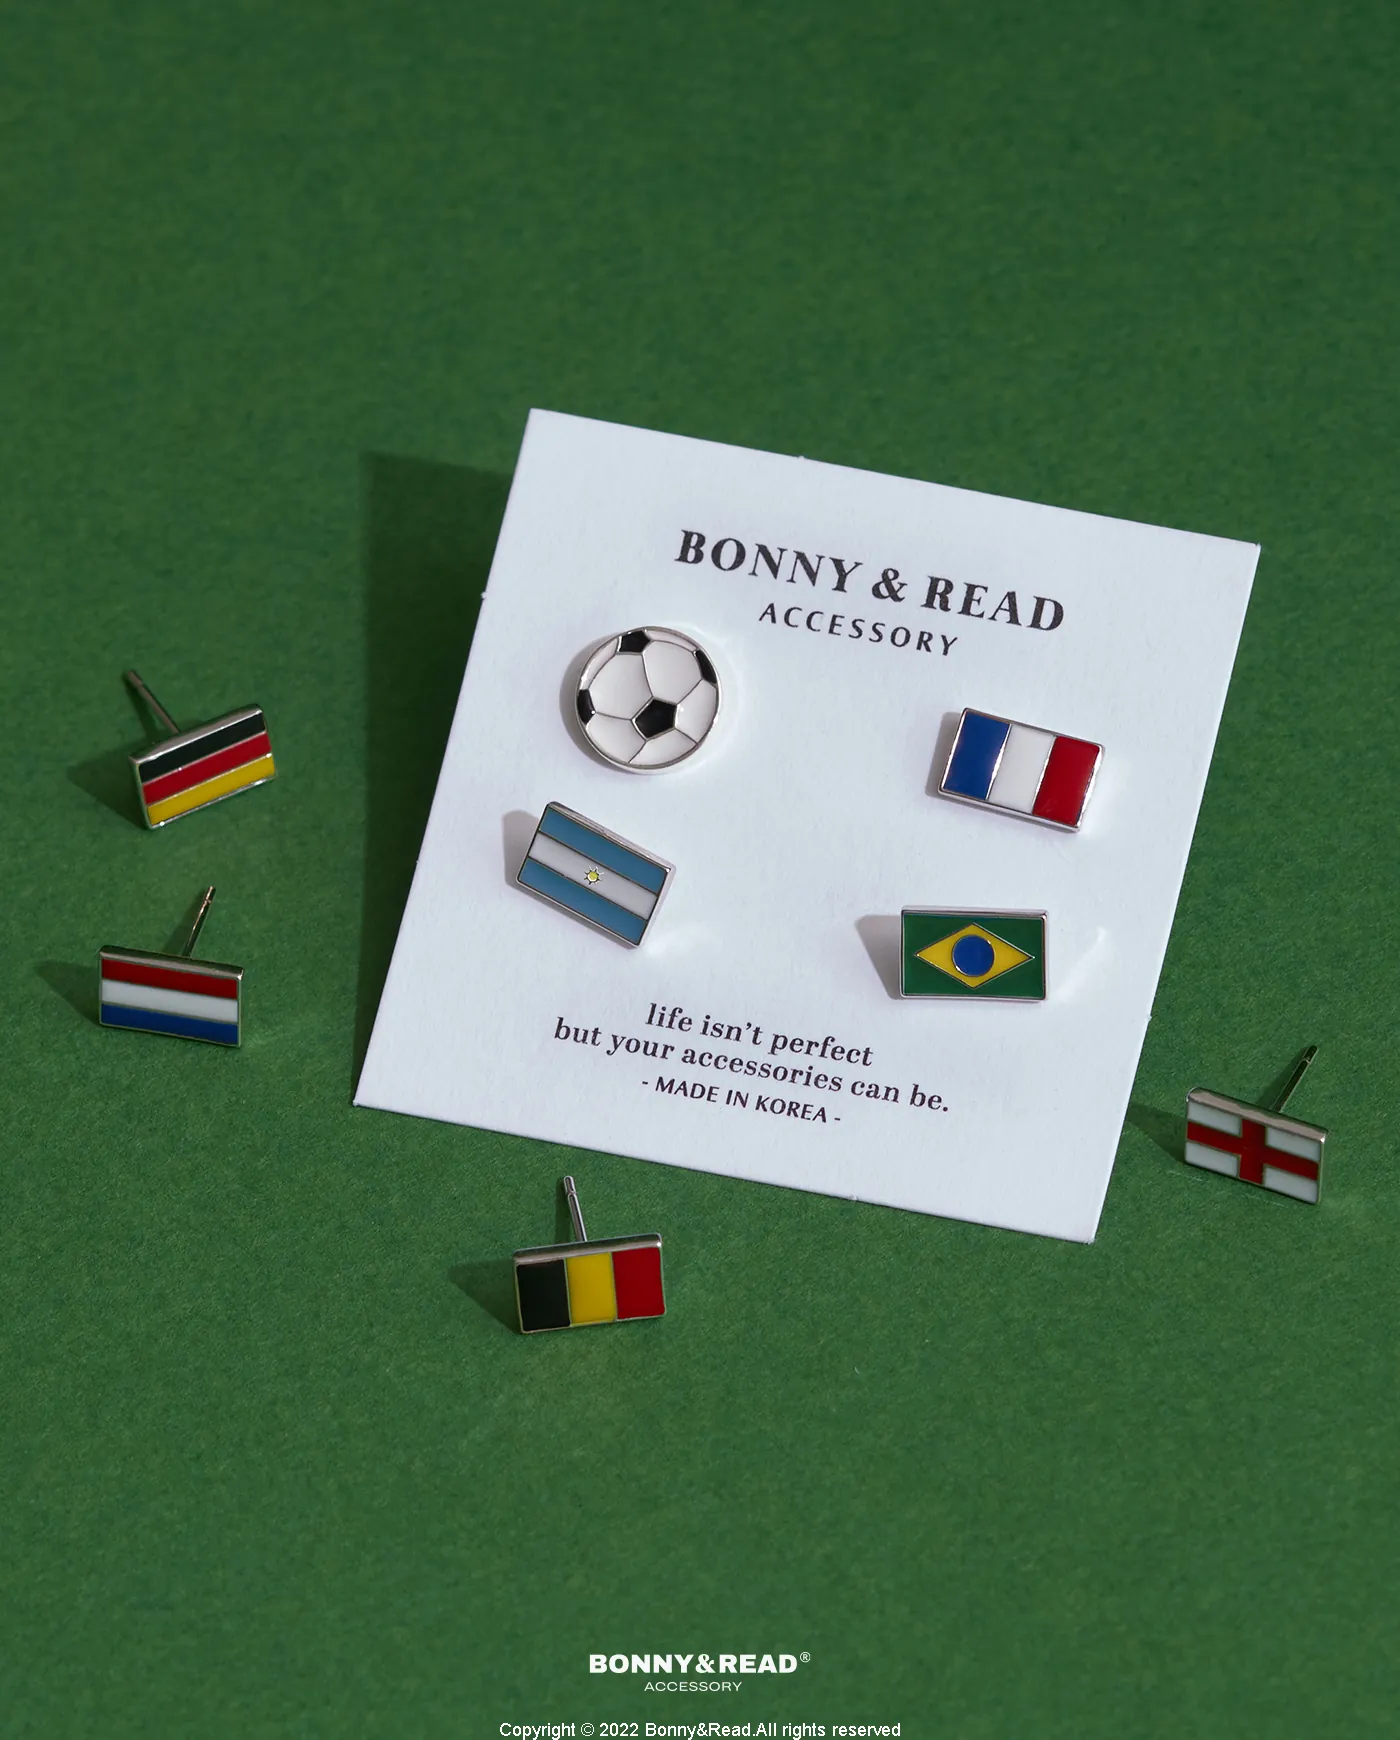 BONNY & READ
ACCESSORY
life isn't perfect
but your accessories can be.
- MADE IN KOREA -
BONNY&READ®
ACCESSORY
Copyright © 2022 Bonny&Read.All rights reserved